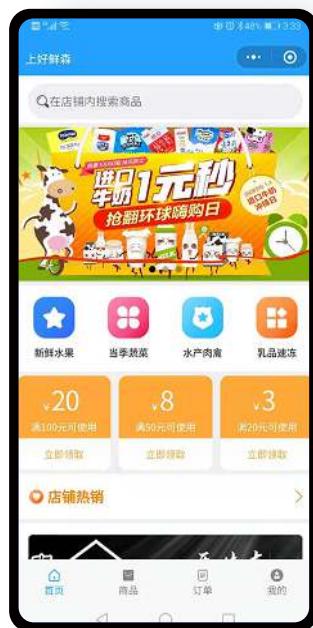 3:33
上好鲜森
在店铺内搜索商品
进口牛奶1元秒
抢翻环球嗨购日
新鲜水果
当季蔬菜
水产肉禽
乳品速冻
¥20
¥8
¥3
满100元可使用
满50元可使用
满20元可使用
立即领取
立即领取
立即领取
店铺热销
首页
商品
订单
我的